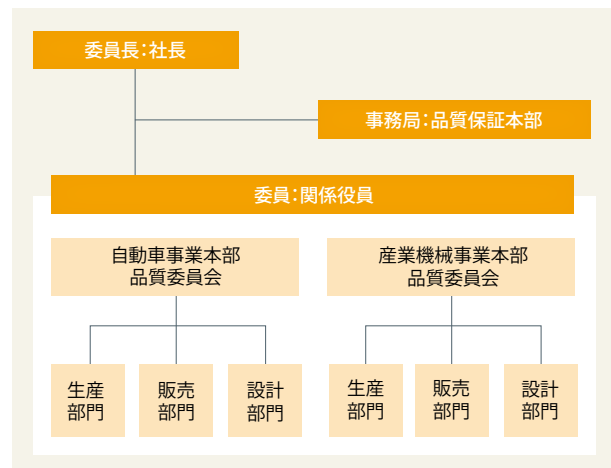 委員長：社長
事務局：品質保証本部
委員：関係役員
自動車事業本部
品質委員会
産業機械事業本部
品質委員会
生産
部門
販売
部門
設計
部門
生産
部門
販売
部門
設計
部門